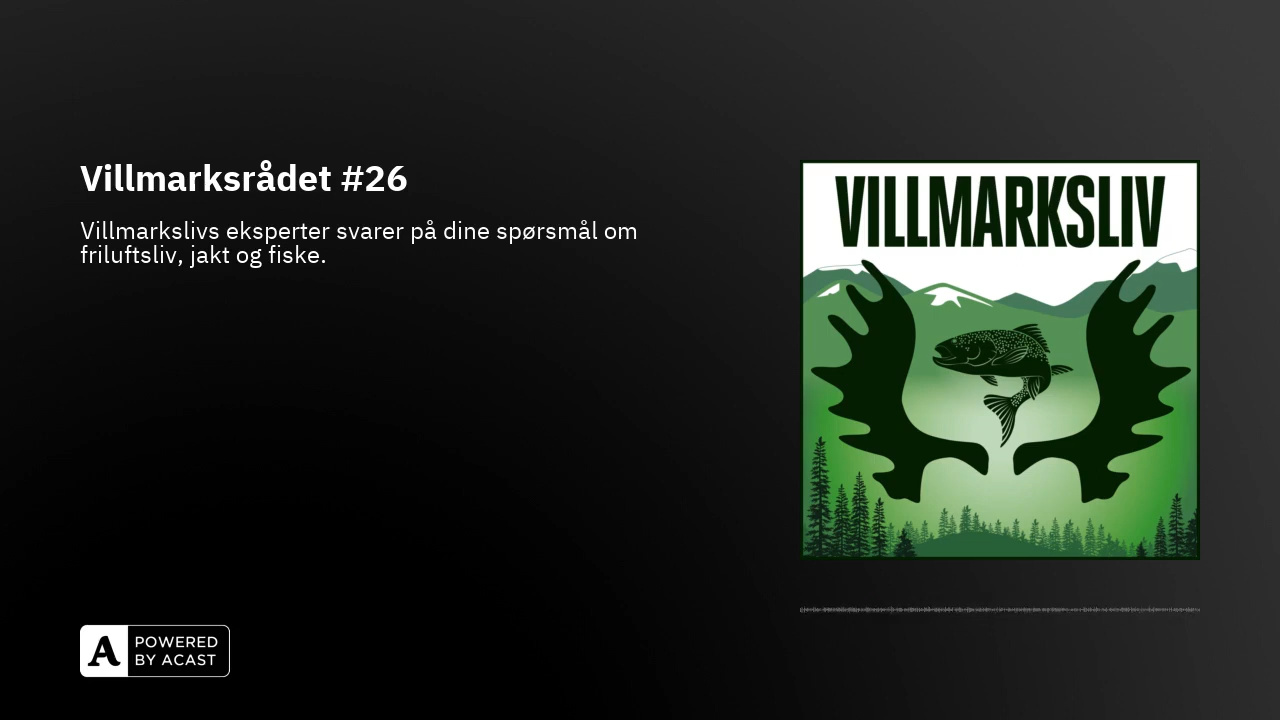 Villmarksrådet #26
Villmarkslivs eksperter svarer på dine spørsmål om
friluftsliv, jakt og fiske.
VILLMARKSLIV
A POWERED
BY ACAST